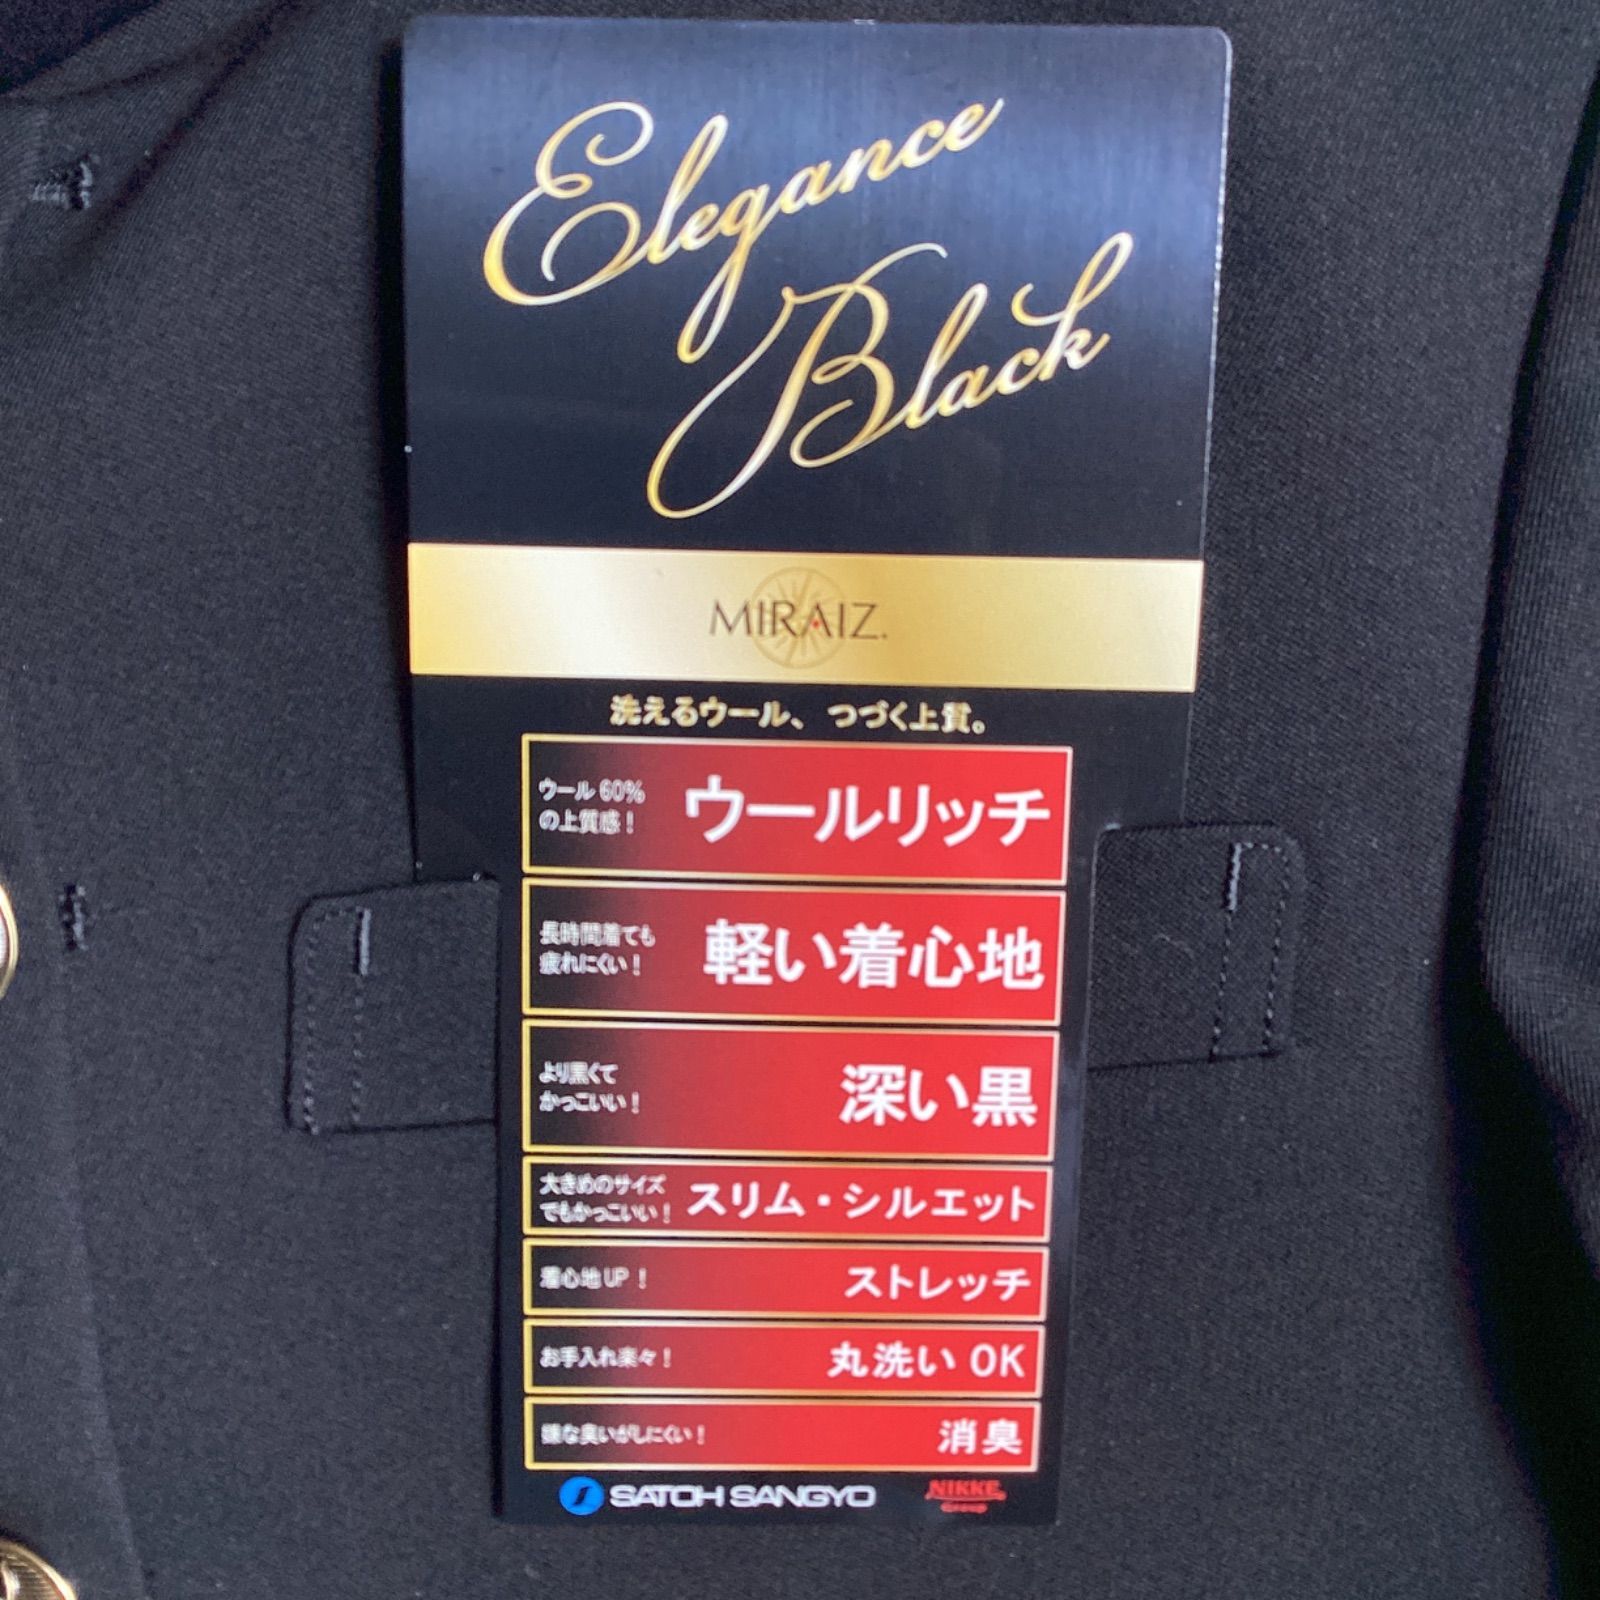 Elegance
Black
MIRAIZ.
洗えるウール、つづく上質。
ウール60%
の上質感！
ウールリッチ
長時間着ても
疲れにくい！
軽い着心地
より黒くて
かっこいい！
深い黒
大きめのサイズ
でもかっこいい！
スリム・シルエット
着心地UP！
ストレッチ
お手入れ楽々！
丸洗いOK
嫌な臭いがしにくい！
消臭
SATOH SANGYO
NIKKE
Group